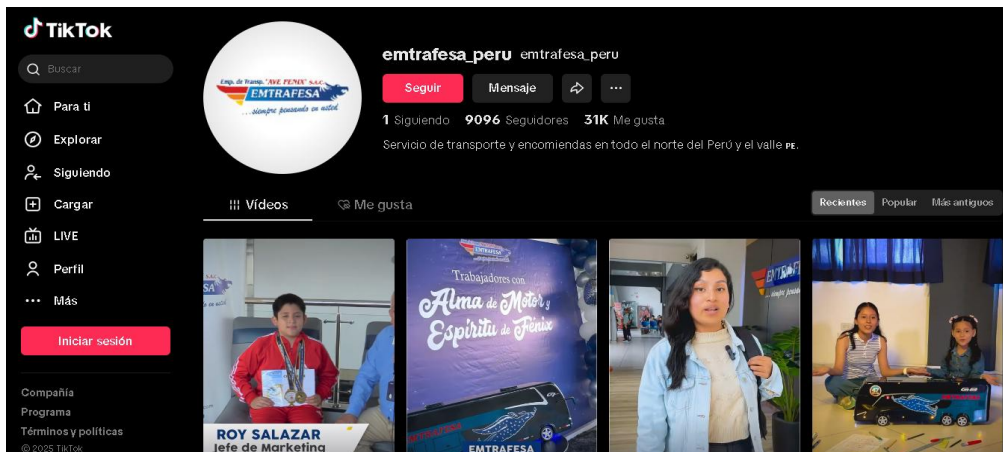 TikTok
Buscar
Para ti
Explorar
Siguiendo
Cargar
LIVE
Perfil
Más
Iniciar sesión
Compañía
Programa
Términos y políticas
© 2025 TikTok
Emp. de Transp. "AVE FENIX" S.A.C.
EMTRAFESA
...siempre pensando en usted
emtrafesa_peru emtrafesa_peru
Seguir Mensaje ...
1 Siguiendo 9096 Seguidores 31K Me gusta
Servicio de transporte y encomiendas en todo el norte del Perú y el valle PE.
Vídeos Me gusta
Recientes Popular Más antiguos
ROY SALAZAR
Jefe de Marketing
EMTRAFESA
Trabajadores con
Alma de Motor y
Espíritu de Fénix
EMTRAFESA
EMTRAFESA